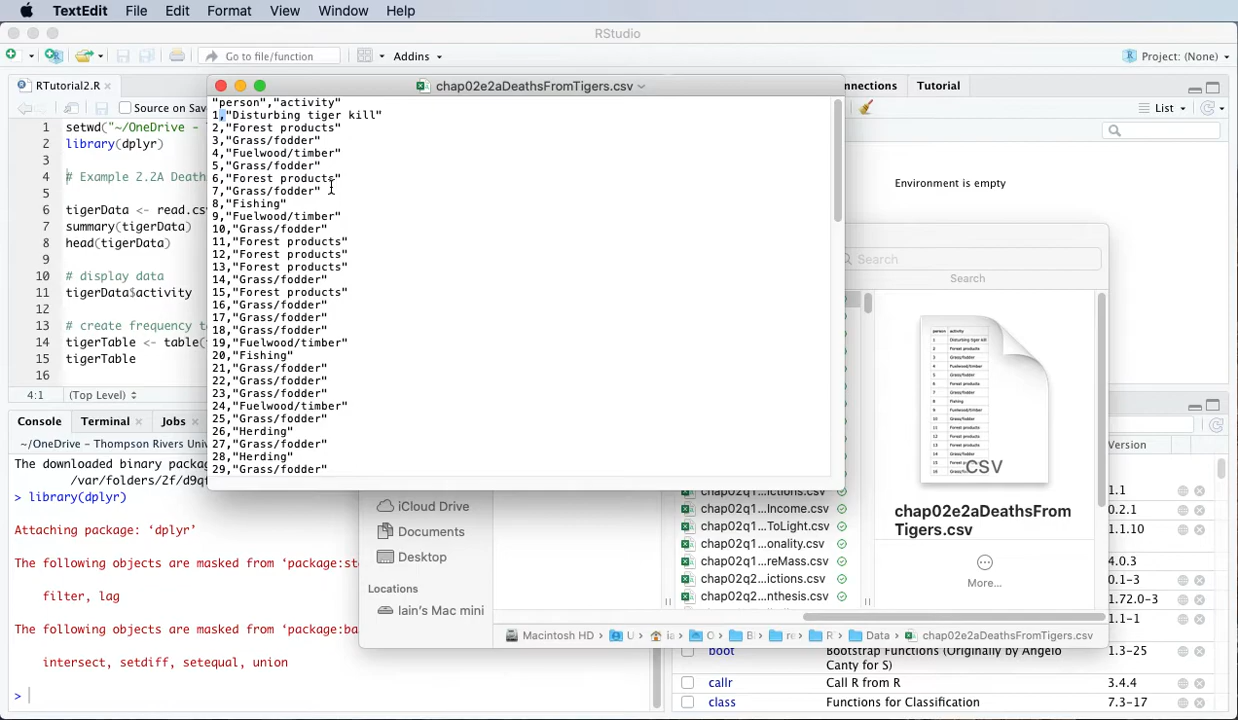 TextEdit File Edit Format View Window Help
RStudio
Go to file/function
Addins
Project: (None)
RTutorial2.R
Source on Sav
1 setwd("~/OneDrive -
2 library(dplyr)
3
4 # Example 2.2A Deat
5
6 tigerData <- read.cs
7 summary(tigerData)
8 head(tigerData)
9
10 # display data
11 tigerData$activity
12
13 # create frequency t
14 tigerTable <- table(
15 tigerTable
16
4:1 (Top Level)
Console Terminal Jobs
~/OneDrive – Thompson Rivers
The downloaded binary packag
/var/folders/2f/d9qf
> library(dplyr)
Attaching package: ‘dplyr’
The following objects are masked from ‘package:st
filter, lag
The following objects are masked from ‘package:ba
intersect, setdiff, setequal, union
>
chap02e2aDeathsFromTigers.csv
"person","activity"
1,"Disturbing tiger kill"
2,"Forest products"
3,"Grass/fodder"
4,"Fuelwood/timber"
5,"Grass/fodder"
6,"Forest products"
7,"Grass/fodder"
8,"Fishing"
9,"Fuelwood/timber"
10,"Grass/fodder"
11,"Forest products"
12,"Forest products"
13,"Forest products"
14,"Grass/fodder"
15,"Forest products"
16,"Grass/fodder"
17,"Grass/fodder"
18,"Grass/fodder"
19,"Fuelwood/timber"
20,"Fishing"
21,"Grass/fodder"
22,"Grass/fodder"
23,"Grass/fodder"
24,"Fuelwood/timber"
25,"Grass/fodder"
26,"Herding"
27,"Grass/fodder"
28,"Herding"
29,"Grass/fodder"
nnections Tutorial
List
Environment is empty
Search
Search
CSV
chap02e2aDeathsFrom
Tigers.csv
More...
iCloud Drive
Documents
Desktop
Locations
Iain’s Mac mini
chap02q1...ictions.csv
chap02q1...Income.csv
chap02q1...ToLight.csv
chap02q1...onality.csv
chap02q1...reMass.csv
chap02q2...ictions.csv
chap02q2...nthesis.csv
Macintosh HD › U › ia › O › B › re › R › Data › chap02e2aDeathsFromTigers.csv
Version
1.1
0.2.1
1.1.10
4.0.3
0.1-3
1.72.0-3
1.1-1
boot Bootstrap Functions (Originally by Angelo Canty for S) 1.3-25
callr Call R from R 3.4.4
class Functions for Classification 7.3-17